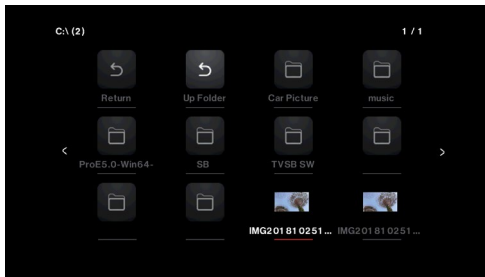 C:\ (2)
1 / 1
Return
Up Folder
Car Picture
music
ProE5.0-Win64-
SB
TVSB SW
IMG201810251...
IMG201810251...